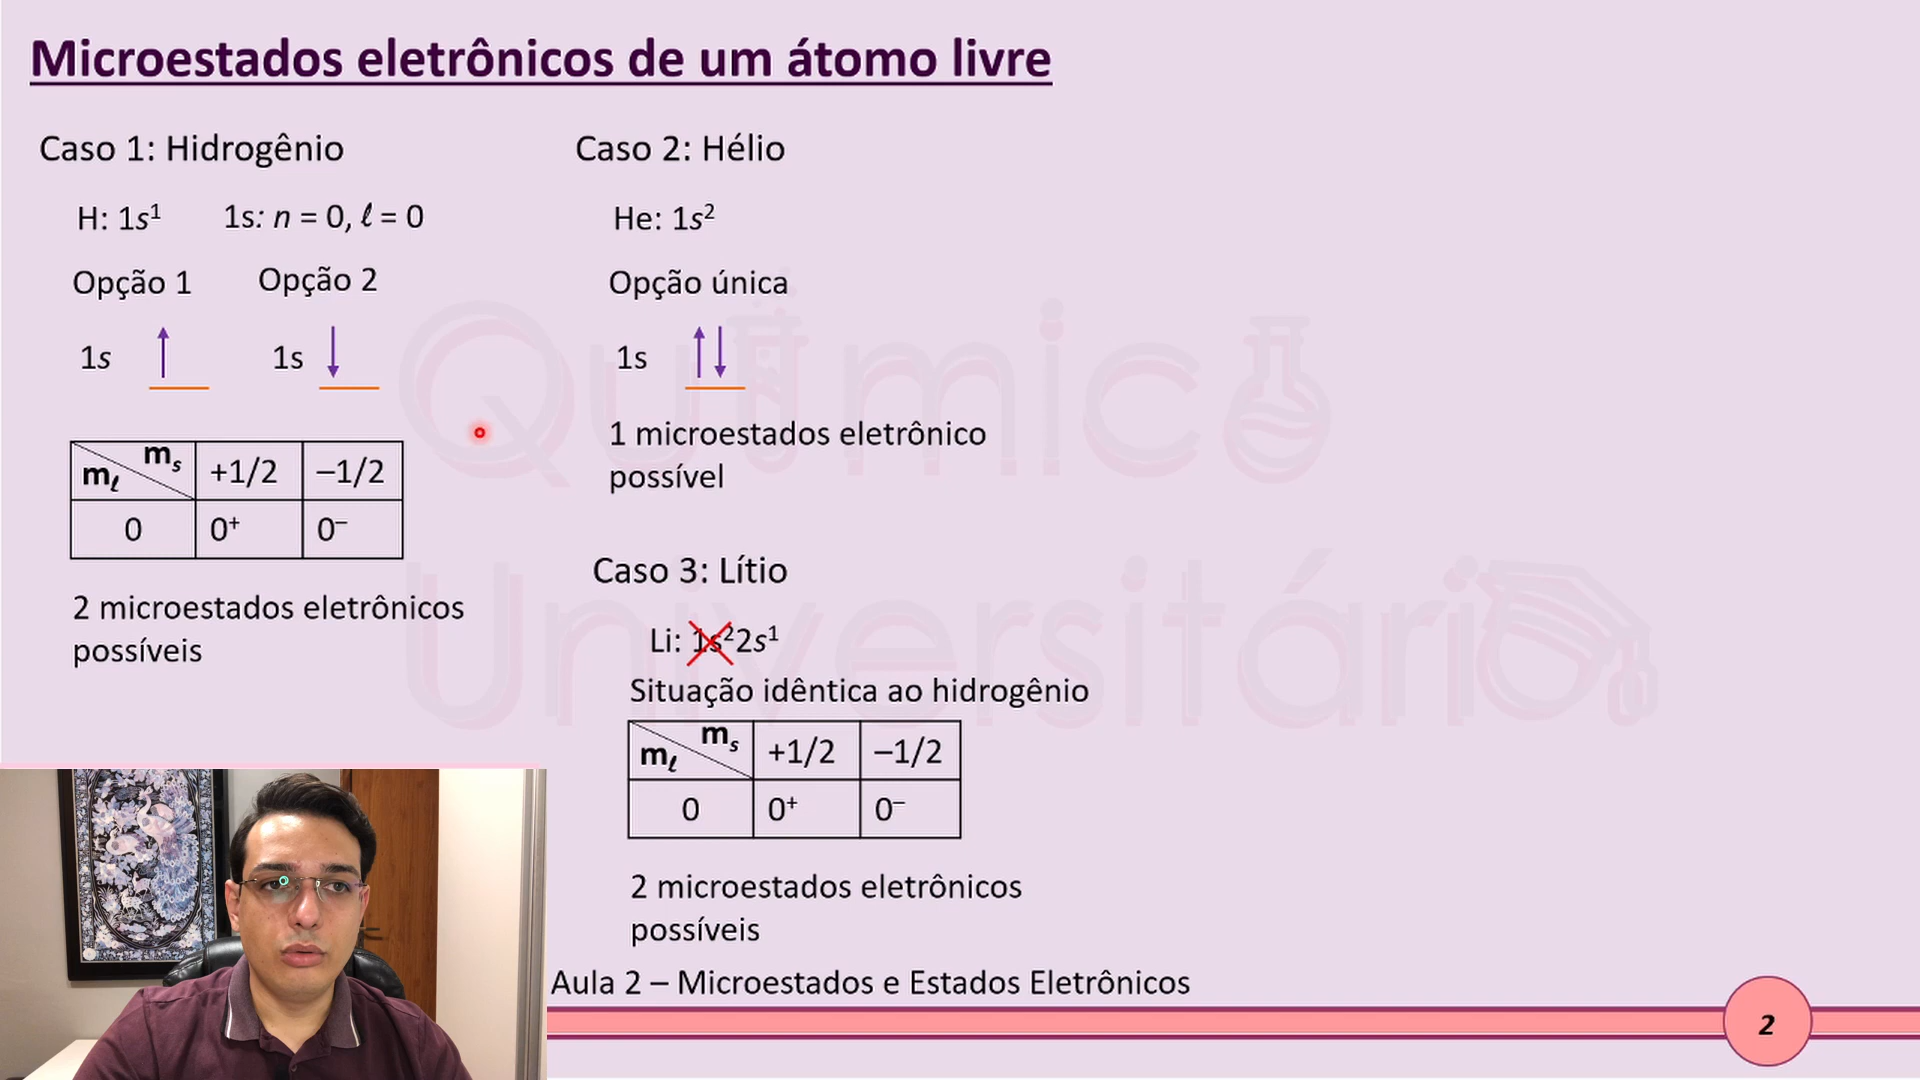 Microestados eletrônicos de um átomo livre
Caso 1: Hidrogênio
H: 1s¹ 1s: n = 0, ℓ = 0
Opção 1 Opção 2
1s 1s
mₛ +1/2 –1/2
mℓ
0 0⁺ 0⁻
2 microestados eletrônicos
possíveis
Caso 2: Hélio
He: 1s²
Opção única
1s
1 microestados eletrônico
possível
Caso 3: Lítio
Li: 1s²2s¹
Situação idêntica ao hidrogênio
mₛ +1/2 –1/2
mℓ
0 0⁺ 0⁻
2 microestados eletrônicos
possíveis
Químico
Universitário
Aula 2 – Microestados e Estados Eletrônicos
2